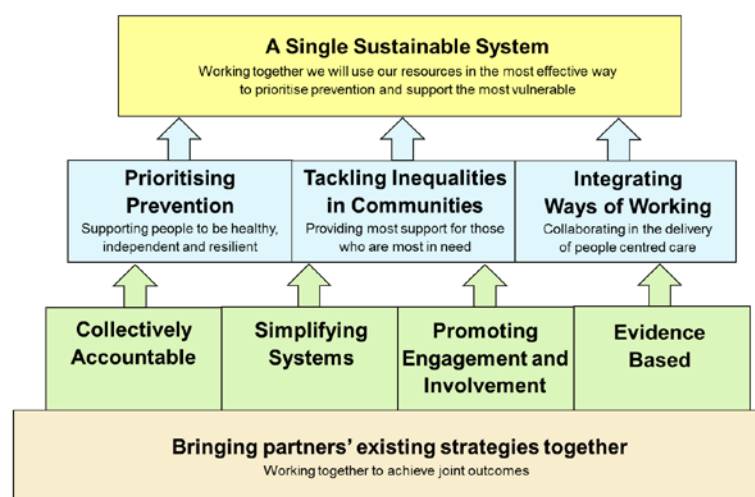 A Single Sustainable System
Working together we will use our resources in the most effective way
to prioritise prevention and support the most vulnerable
Prioritising
Prevention
Supporting people to be healthy,
independent and resilient
Tackling Inequalities
in Communities
Providing most support for those
who are most in need
Integrating
Ways of Working
Collaborating in the delivery
of people centred care
Collectively
Accountable
Simplifying
Systems
Promoting
Engagement and
Involvement
Evidence
Based
Bringing partners' existing strategies together
Working together to achieve joint outcomes